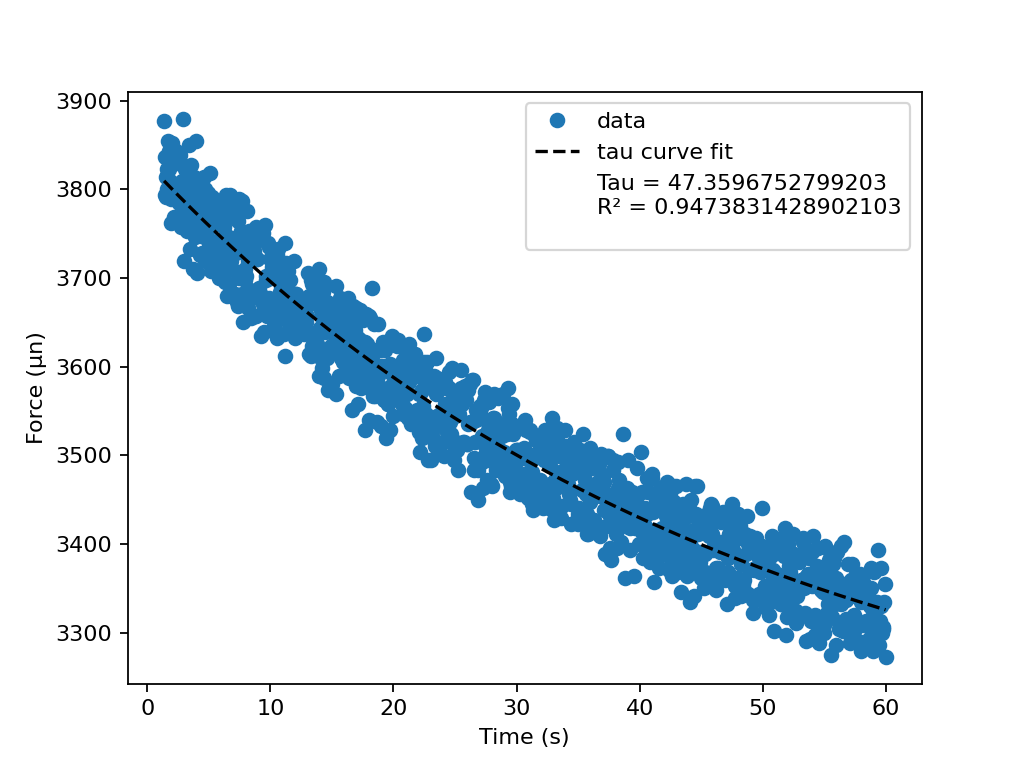 data
tau curve fit
Tau = 47.3596752799203
R² = 0.9473831428902103
3900
3800
3700
3600
3500
3400
3300
Force (μn)
0 10 20 30 40 50 60
Time (s)